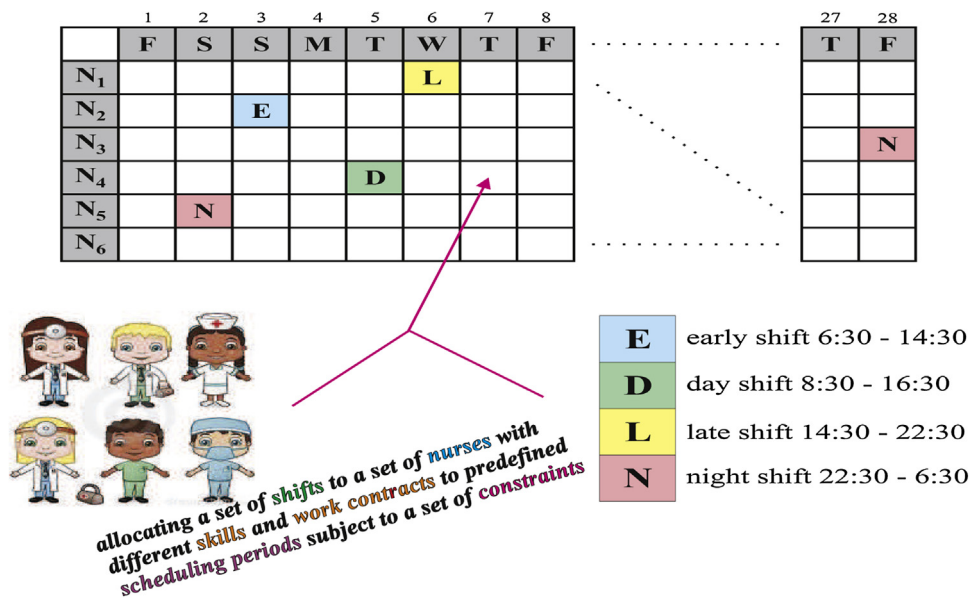 1 2 3 4 5 6 7 8 27 28
F S S M T W T F T F
N₁ L
N₂ E
N₃ N
N₄ D
N₅ N
N₆
E early shift 6:30 - 14:30
D day shift 8:30 - 16:30
L late shift 14:30 - 22:30
N night shift 22:30 - 6:30
allocating a set of shifts to a set of nurses with
different skills and work contracts to predefined
scheduling periods subject to a set of constraints